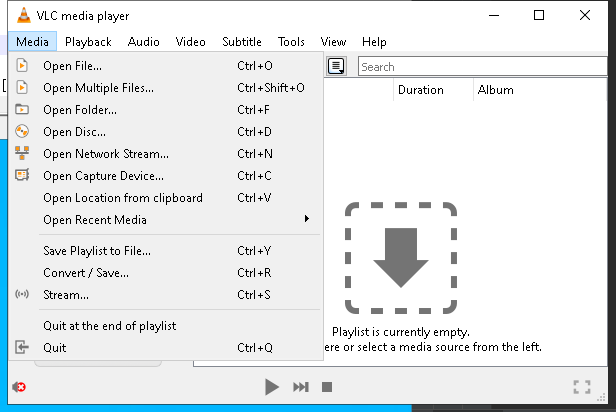 VLC media player
Media Playback Audio Video Subtitle Tools View Help
Open File... Ctrl+O
Search
Open Multiple Files... Ctrl+Shift+O
Duration Album
Open Folder... Ctrl+F
Open Disc... Ctrl+D
Open Network Stream... Ctrl+N
Open Capture Device... Ctrl+C
Open Location from clipboard Ctrl+V
Open Recent Media
Save Playlist to File... Ctrl+Y
Convert / Save... Ctrl+R
Stream... Ctrl+S
Quit at the end of playlist
Quit Ctrl+Q
Playlist is currently empty.
ere or select a media source from the left.